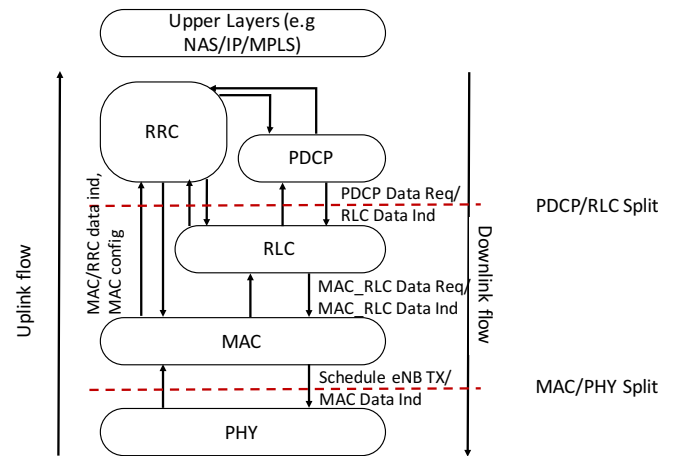 Upper Layers (e.g
NAS/IP/MPLS)
RRC
PDCP
PDCP Data Req/
RLC Data Ind
PDCP/RLC Split
RLC
MAC/RRC data ind,
MAC config
Uplink flow
Downlink flow
MAC_RLC Data Req/
MAC_RLC Data Ind
MAC
Schedule eNB TX/
MAC Data Ind
MAC/PHY Split
PHY